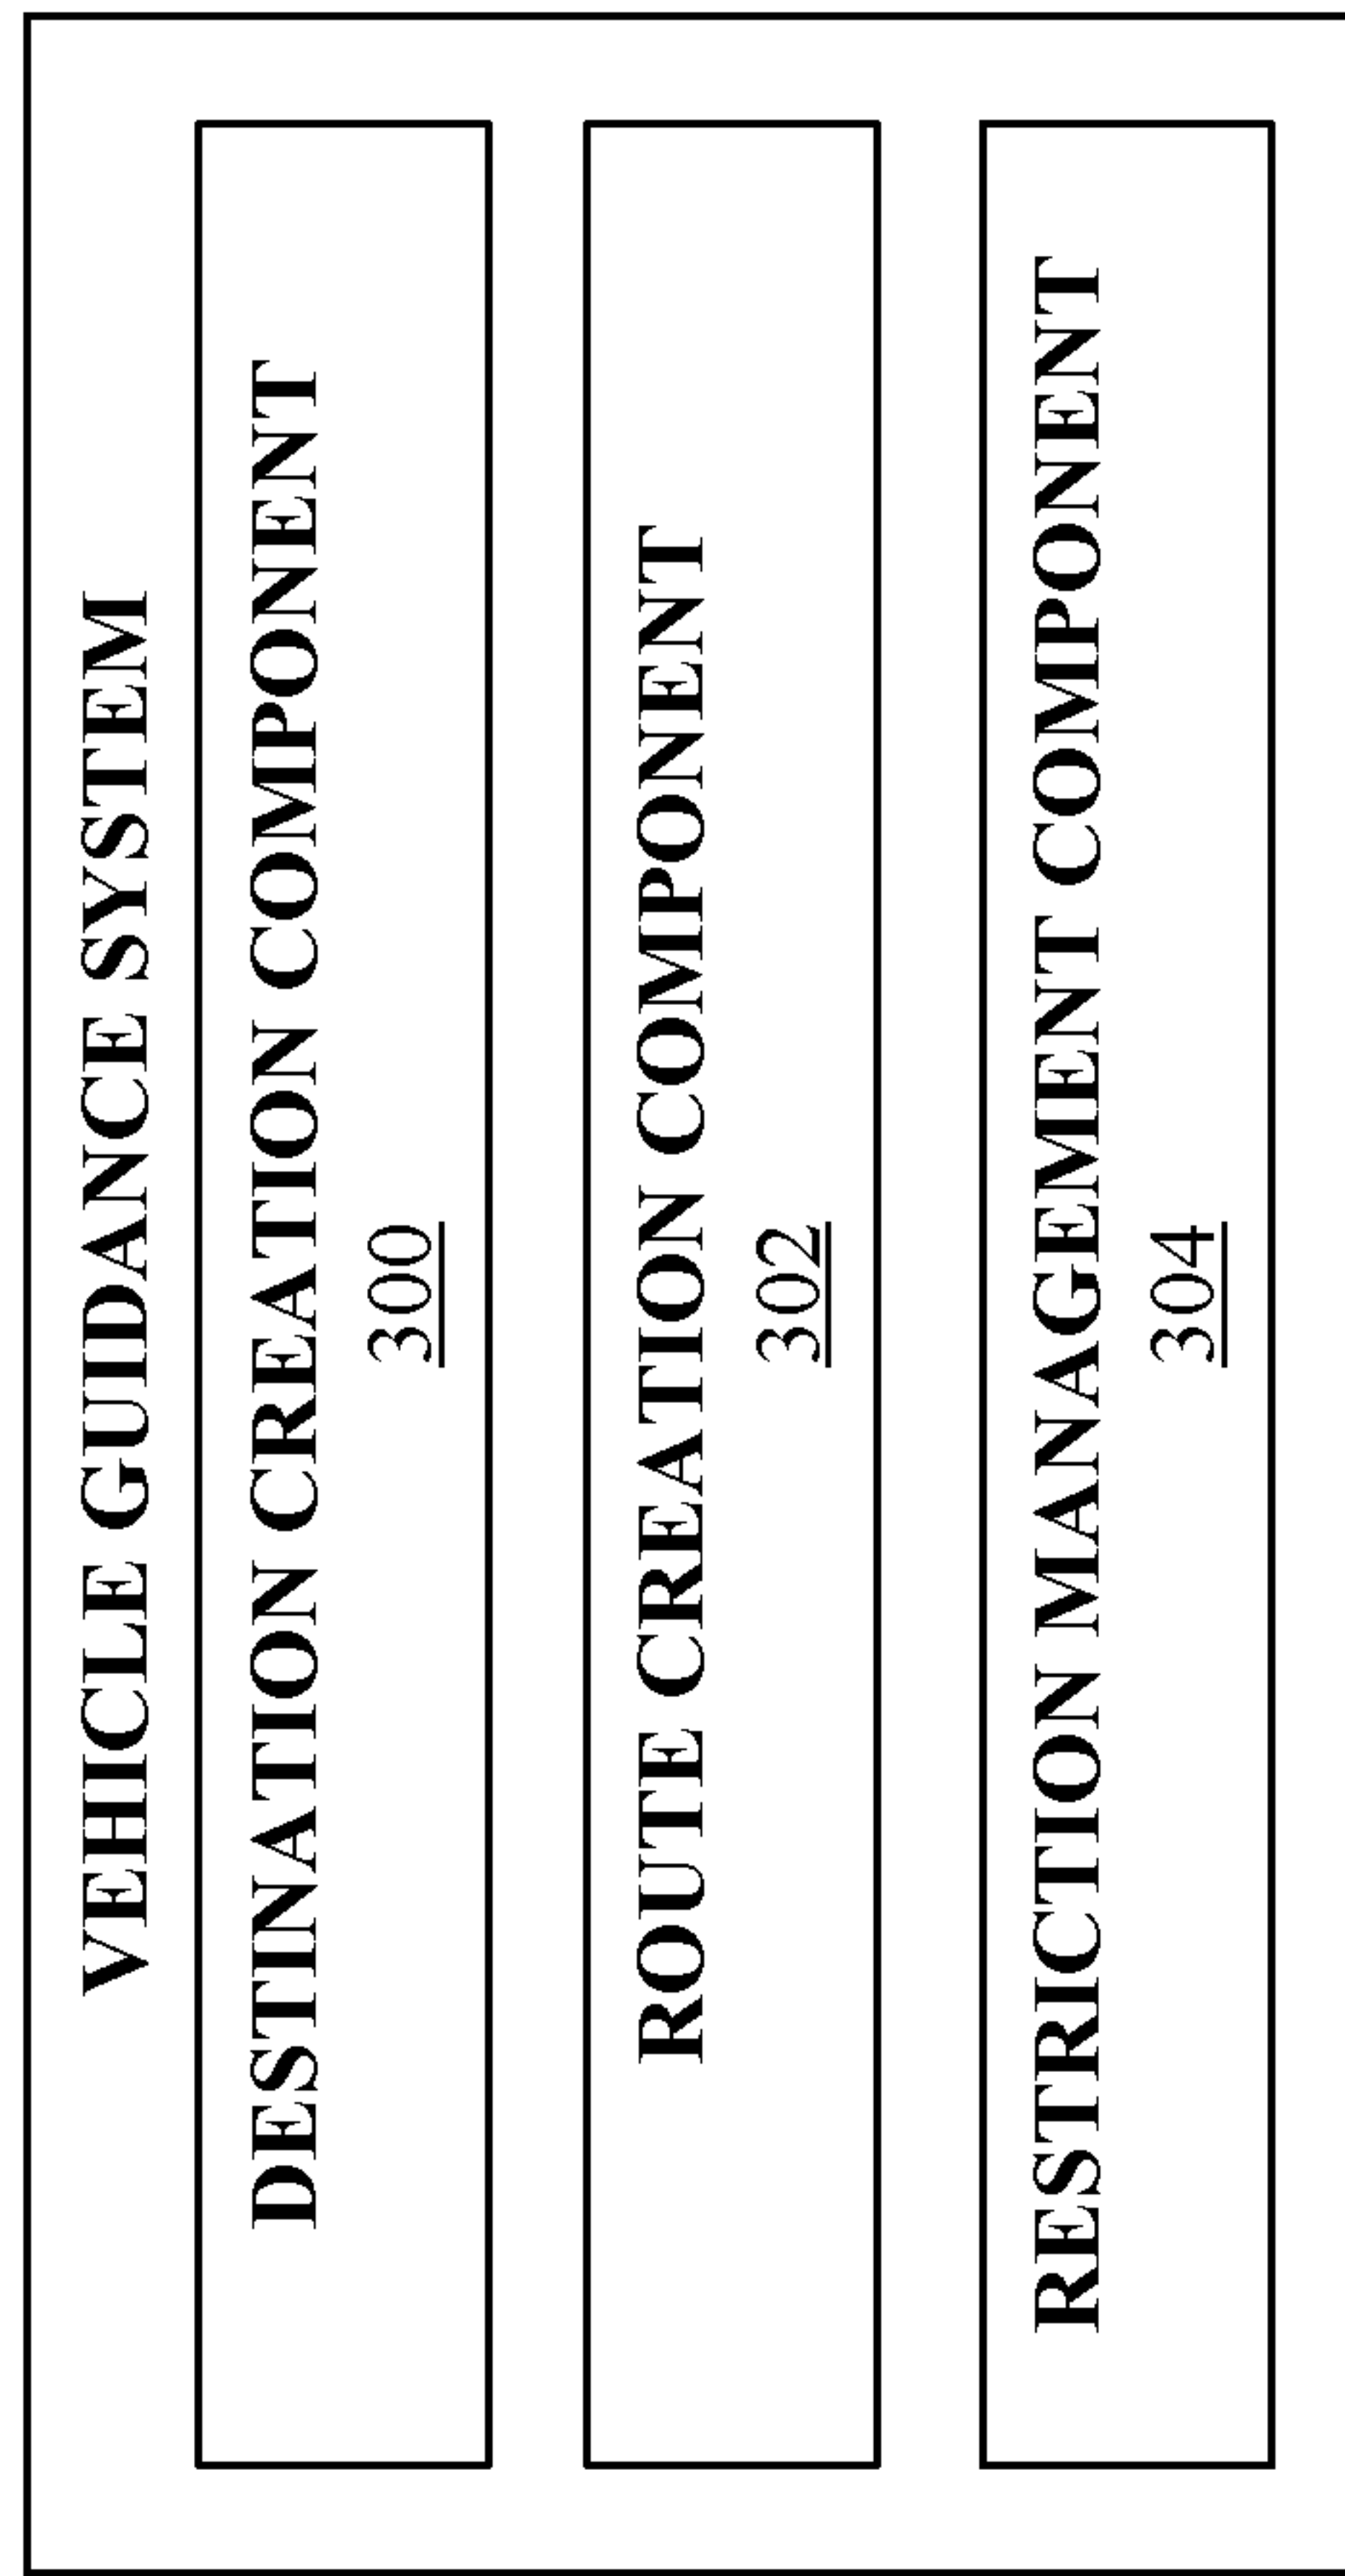 VEHICLE GUIDANCE SYSTEM
DESTINATION CREATION COMPONENT
300
ROUTE CREATION COMPONENT
302
RESTRICTION MANAGEMENT COMPONENT
304